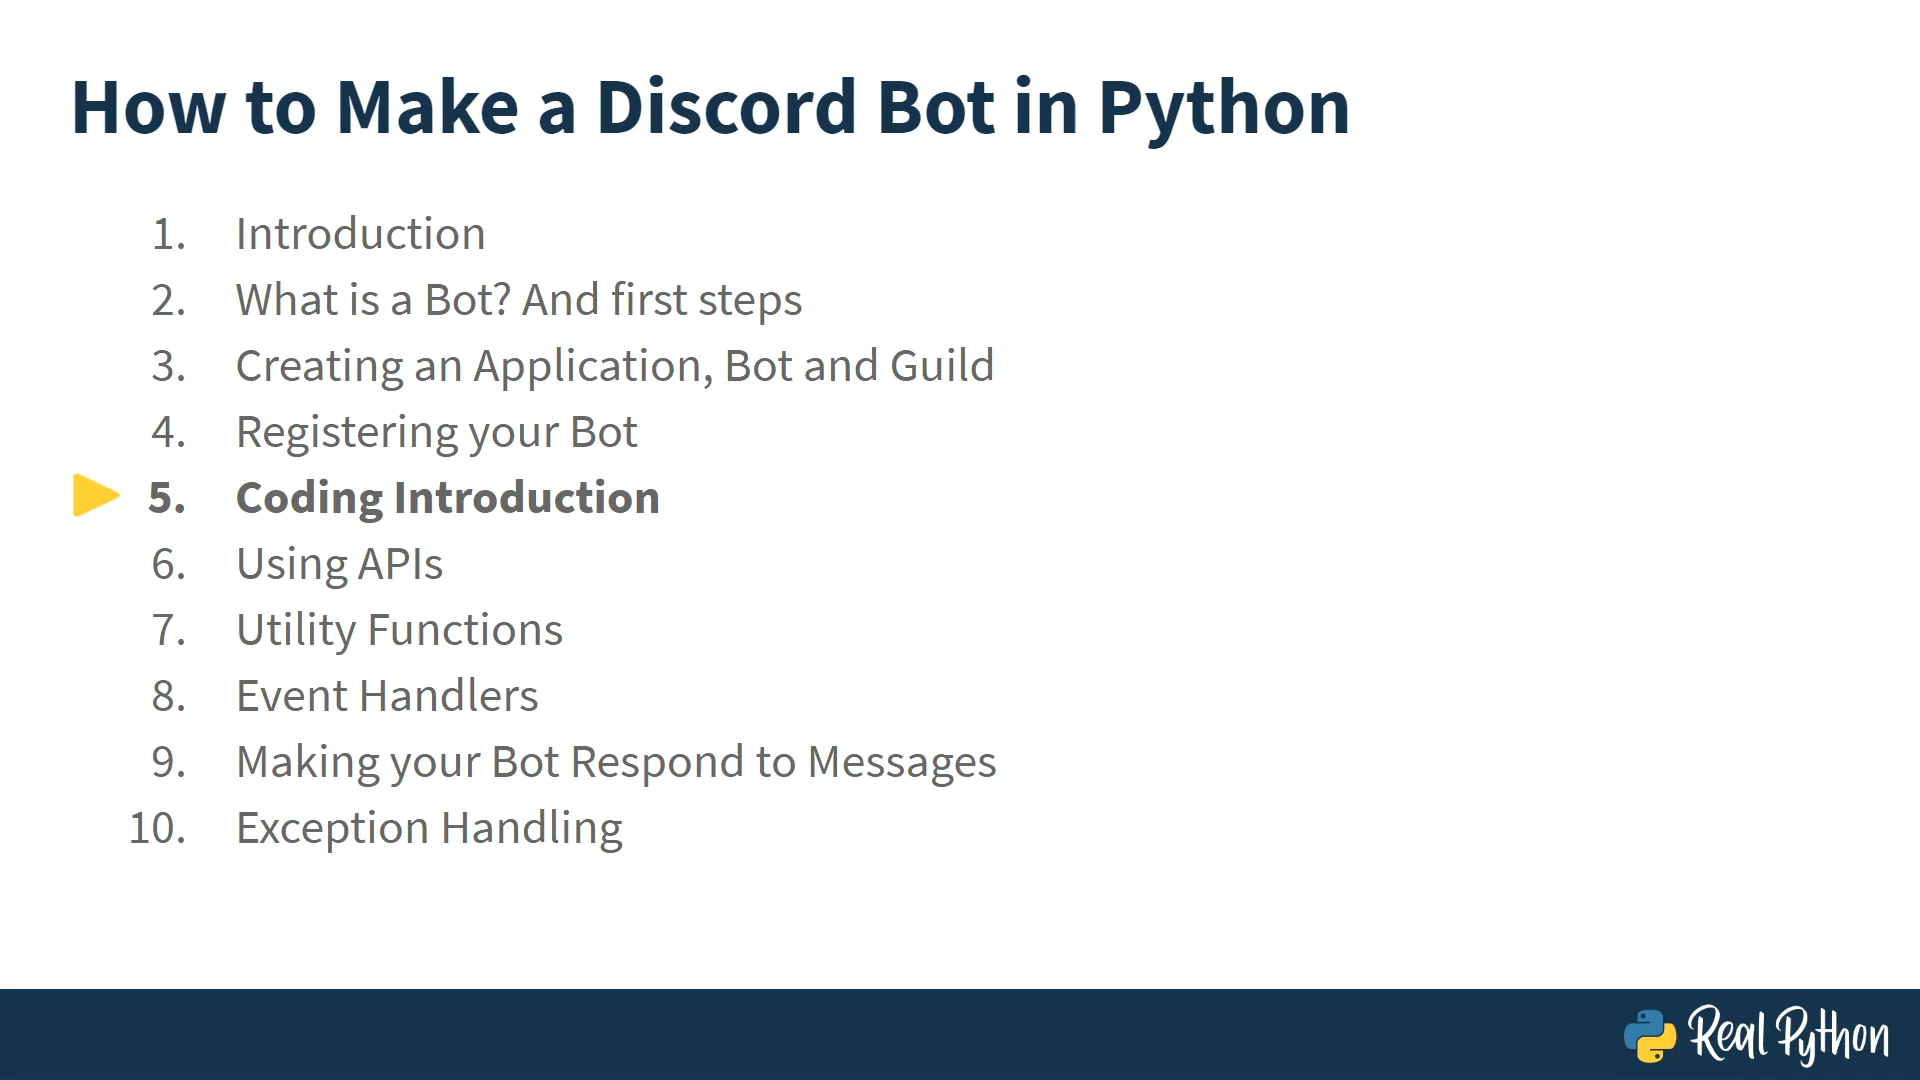 How to Make a Discord Bot in Python
1. Introduction
2. What is a Bot? And first steps
3. Creating an Application, Bot and Guild
4. Registering your Bot
5. Coding Introduction
6. Using APIs
7. Utility Functions
8. Event Handlers
9. Making your Bot Respond to Messages
10. Exception Handling
Real Python